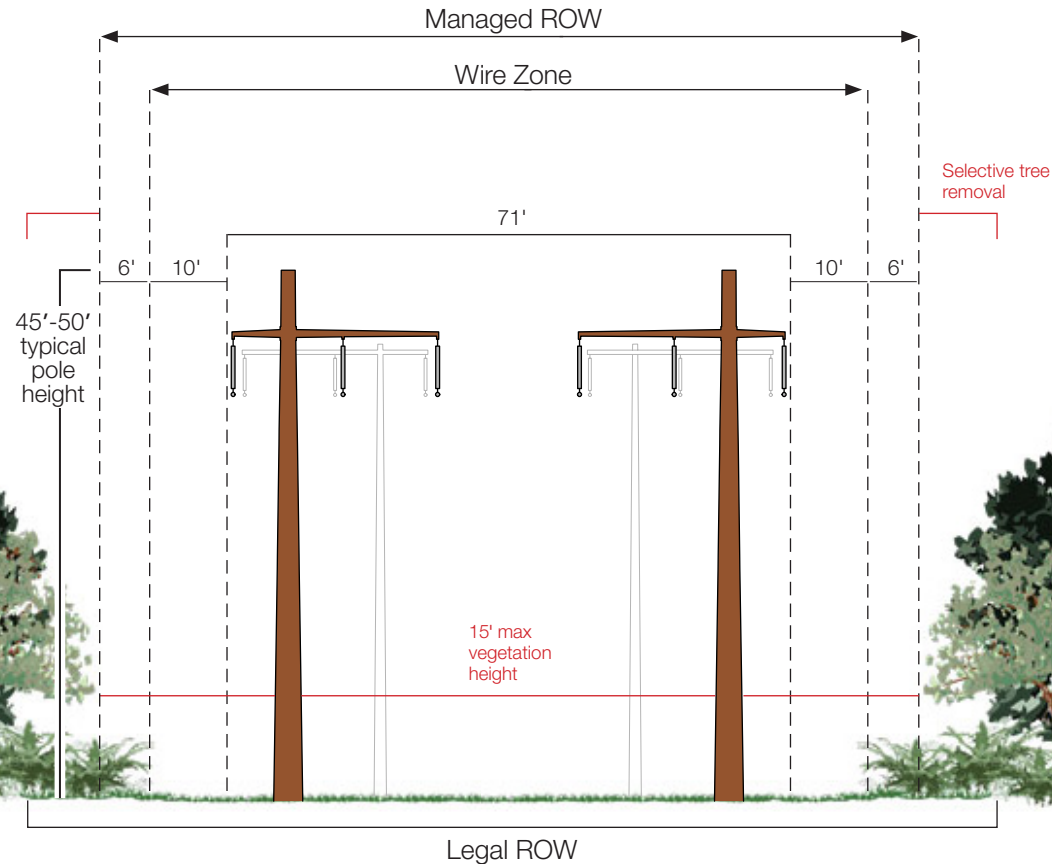 Managed ROW
Wire Zone
Selective tree
removal
71'
6'
10'
10'
6'
45'-50'
typical
pole
height
15' max
vegetation
height
Legal ROW